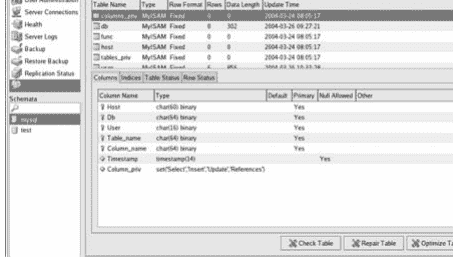 User Administration
Table Name Type Row Format Rows Data Length Update Time
Server Connections
columns_priv MyISAM Fixed 0 0 2004-03-24 08:05:17
Health
db MyISAM Fixed 302 2004-03-26 09:27:21
Server Logs
func MyISAM Fixed 0 0 2004-03-24 08:05:17
Backup
host MyISAM Fixed 0 0 2004-03-24 08:05:17
Restore Backup
tables_priv MyISAM Fixed 0 0 2004-03-24 08:05:17
Replication Status
Columns Indices Table Status Row Status
Schemata
Column Name Type Default Primary Null Allowed Other
mysql
test
Host char(60) binary Yes
Db char(64) binary Yes
User char(16) binary Yes
Table_name char(64) binary Yes
Column_name char(64) binary Yes
Timestamp timestamp(14) Yes
Column_priv set('Select','Insert','Update','References')
Check Table Repair Table Optimize Ta